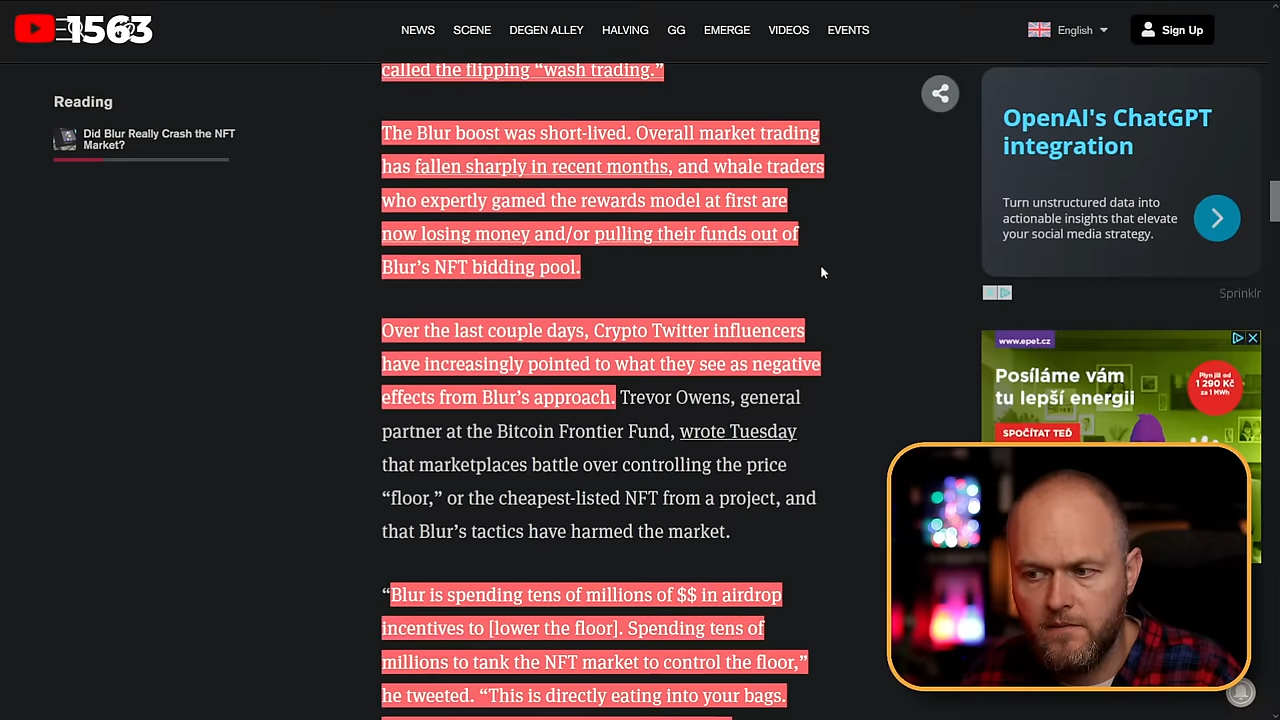 1563
NEWS SCENE DEGEN ALLEY HALVING GG EMERGE VIDEOS EVENTS
English
Sign Up
Reading
Did Blur Really Crash the NFT
Market?
called the flipping “wash trading.”
The Blur boost was short-lived. Overall market trading
has fallen sharply in recent months, and whale traders
who expertly gamed the rewards model at first are
now losing money and/or pulling their funds out of
Blur’s NFT bidding pool.
Over the last couple days, Crypto Twitter influencers
have increasingly pointed to what they see as negative
effects from Blur’s approach. Trevor Owens, general
partner at the Bitcoin Frontier Fund, wrote Tuesday
that marketplaces battle over controlling the price
“floor,” or the cheapest-listed NFT from a project, and
that Blur’s tactics have harmed the market.
“Blur is spending tens of millions of $$ in airdrop
incentives to [lower the floor]. Spending tens of
millions to tank the NFT market to control the floor,”
he tweeted. “This is directly eating into your bags.
OpenAI's ChatGPT
integration
Turn unstructured data into
actionable insights that elevate
your social media strategy.
Sprinklr
www.epet.cz
Posíláme vám
tu lepší energii
Plyn již od
1 290 Kč
za 1 MWh
SPOČÍTAT TEĎ